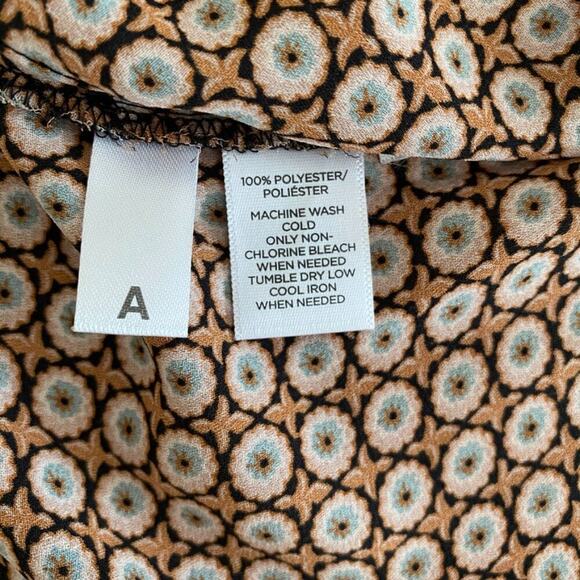 A
100% POLYESTER/
POLIÉSTER
MACHINE WASH
COLD
ONLY NON-
CHLORINE BLEACH
WHEN NEEDED
TUMBLE DRY LOW
COOL IRON
WHEN NEEDED